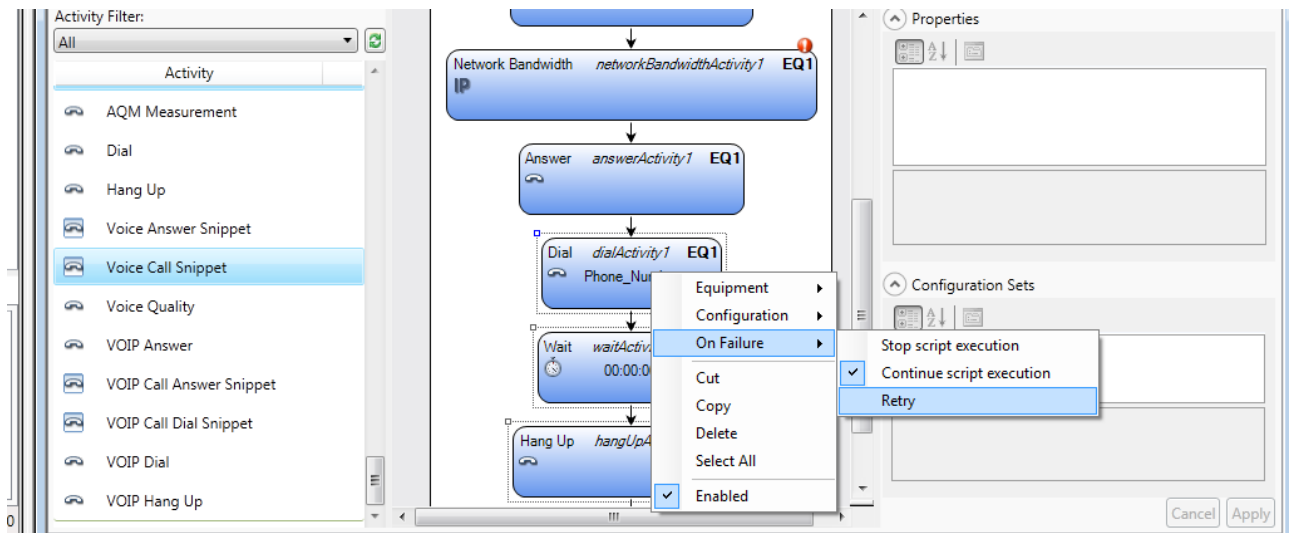 Activity Filter:
All
Activity
AQM Measurement
Dial
Hang Up
Voice Answer Snippet
Voice Call Snippet
Voice Quality
VOIP Answer
VOIP Call Answer Snippet
VOIP Call Dial Snippet
VOIP Dial
VOIP Hang Up
0
Network Bandwidth networkBandwidthActivity1 EQ1
IP
Answer answerActivity1 EQ1
Dial dialActivity1 EQ1
Wait
00:00:0
Hang Up
Equipment
Configuration
On Failure
Cut
Copy
Delete
Select All
Enabled
Stop script execution
Continue script execution
Retry
Properties
Configuration Sets
Cancel Apply